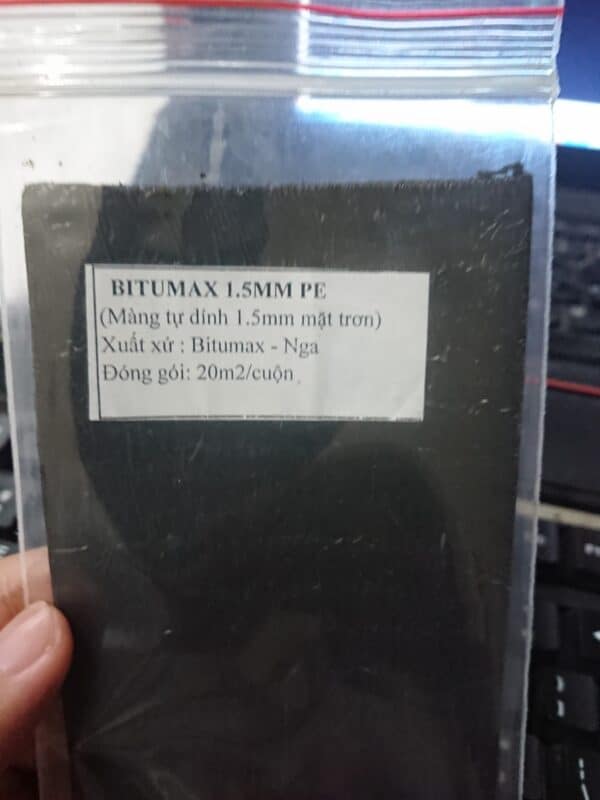 BITUMAX 1.5MM PE
(Màng tự dính 1.5mm mặt trơn)
Xuất xứ : Bitumax - Nga
Đóng gói: 20m2/cuộn